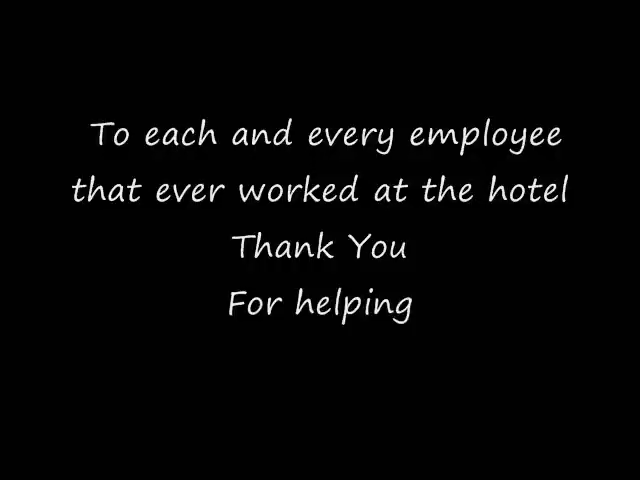 To each and every employee
that ever worked at the hotel
Thank You
For helping